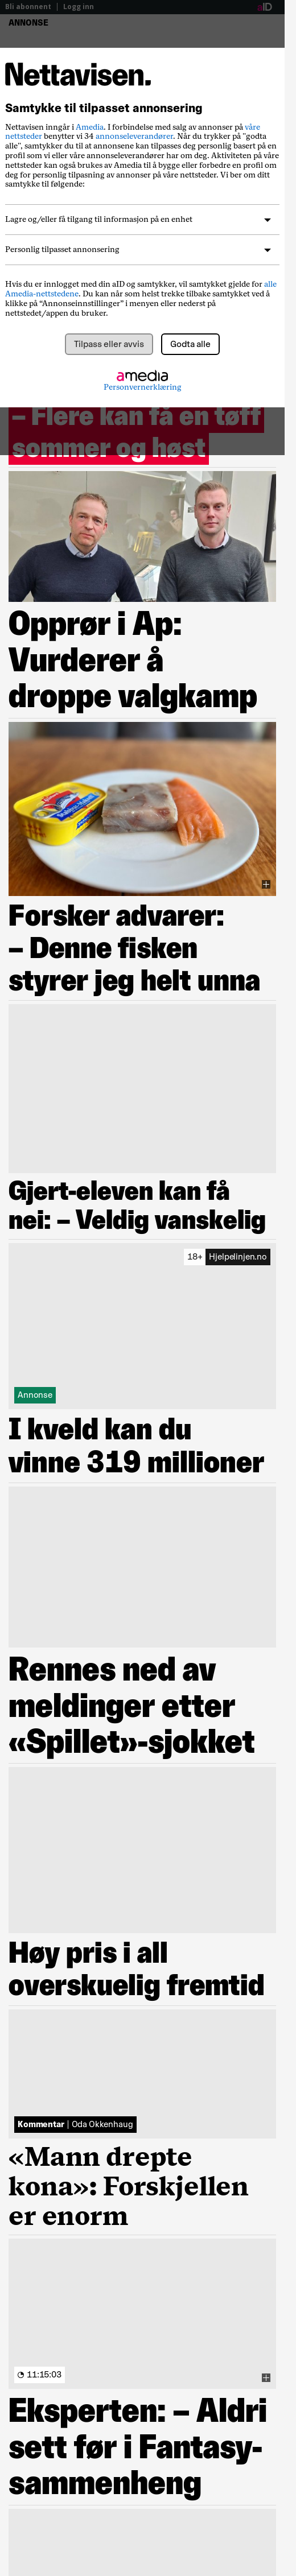 Bli abonnent | Logg inn
aID
ANNONSE
Nettavisen.
Samtykke til tilpasset annonsering
Nettavisen inngår i Amedia. I forbindelse med salg av annonser på våre
nettsteder benytter vi 34 annonseleverandører. Når du trykker på "godta
alle", samtykker du til at annonsene kan tilpasses deg personlig basert på en
profil som vi eller våre annonseleverandører har om deg. Aktiviteten på våre
nettsteder kan også brukes av Amedia til å bygge eller forbedre en profil om
deg for personlig tilpasning av annonser på våre nettsteder. Vi ber om ditt
samtykke til følgende:
Lagre og/eller få tilgang til informasjon på en enhet
Personlig tilpasset annonsering
Hvis du er innlogget med din aID og samtykker, vil samtykket gjelde for alle
Amedia-nettstedene. Du kan når som helst trekke tilbake samtykket ved å
klikke på “Annonseinnstillinger” i menyen eller nederst på
nettstedet/appen du bruker.
Tilpass eller avvis
Godta alle
amedia
Personvernerklæring
– Flere kan få en tøff
sommer og høst
Opprør i Ap:
Vurderer å
droppe valgkamp
Forsker advarer:
– Denne fisken
styrer jeg helt unna
Gjert-eleven kan få
nei: – Veldig vanskelig
18+ Hjelpelinjen.no
Annonse
I kveld kan du
vinne 319 millioner
Rennes ned av
meldinger etter
«Spillet»-sjokket
Høy pris i all
overskuelig fremtid
Kommentar | Oda Okkenhaug
«Mann drepte
kona»: Forskjellen
er enorm
11:15:03
Eksperten: – Aldri
sett før i Fantasy-
sammenheng